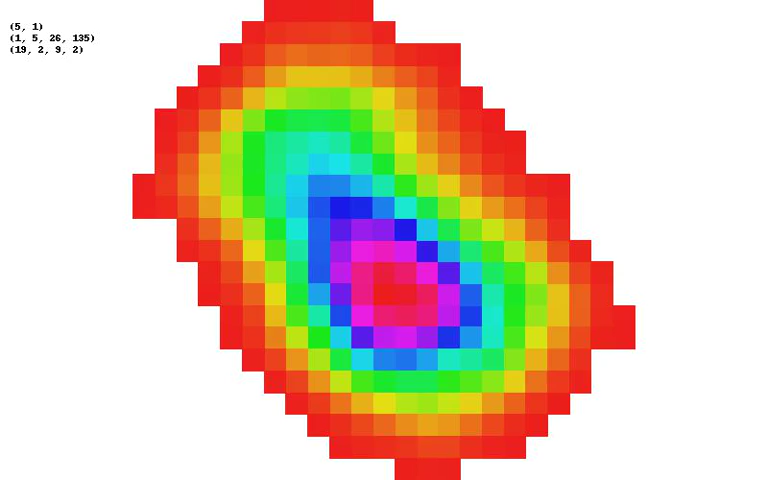 (5, 1)
(1, 5, 26, 135)
(19, 2, 9, 2)